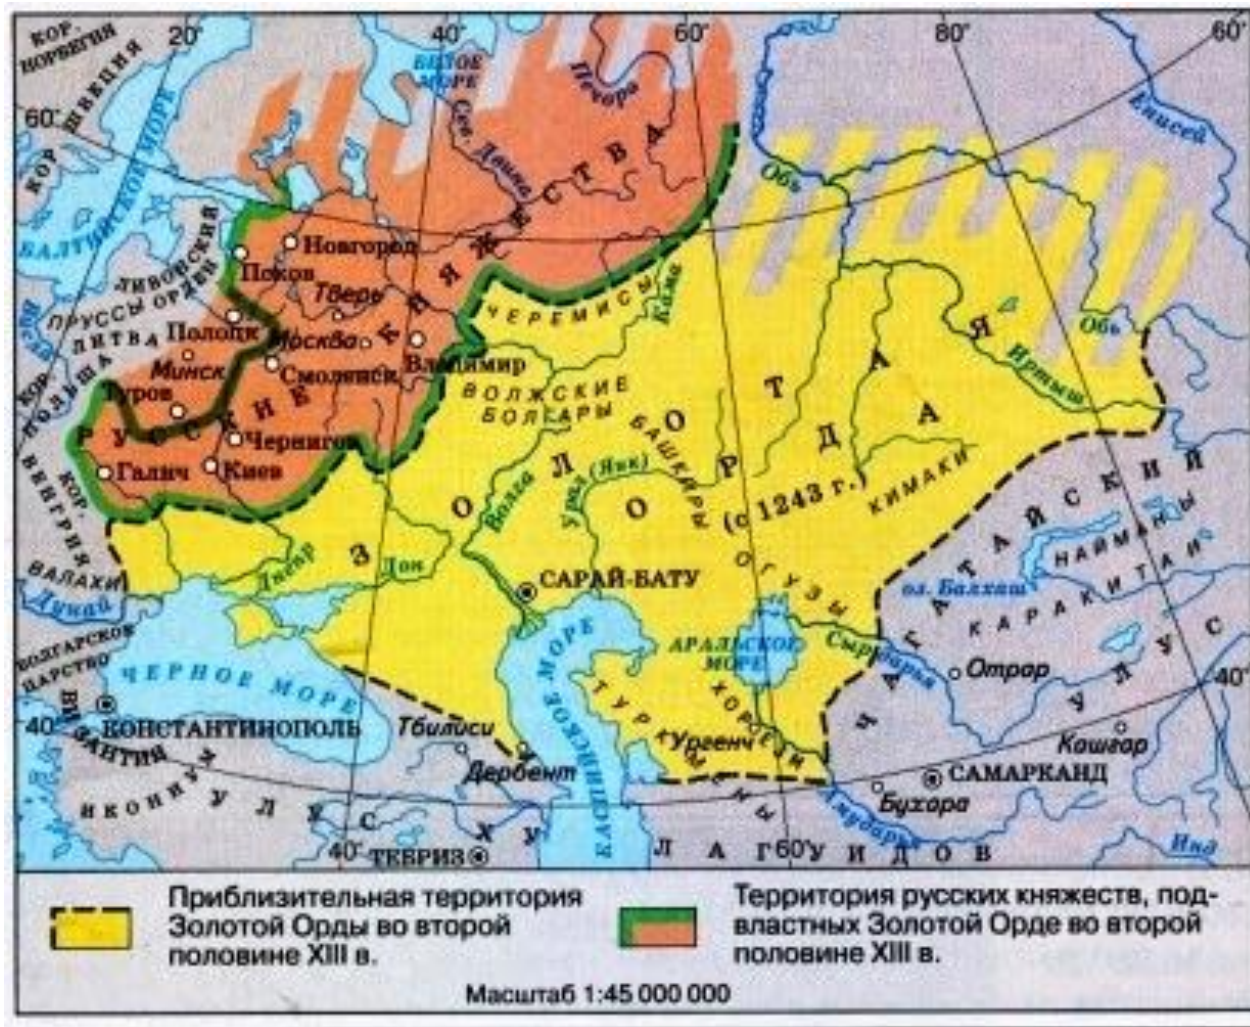 КОР. НОРВЕГИЯ
20°
40°
60°
80°
60°
БЕЛОЕ
МОРЕ
Печора
Енисей
КОР. ШВЕЦИЯ
60°
Сев. Двина
Обь
БАЛТИЙСКОЕ МОРЕ
РУССКИЕ КНЯЖЕСТВА
Новгород
Псков
ЛИВОНСКИЙ
ОРДЕН
ПРУССЫ
Тверь
ЧЕРЕМИСЫ
Кама
Висла
ЛИТВА
Полоцк
Москва
Владимир
Обь
Минск
Смоленск
Иртыш
КОР.
ПОЛЬША
Туров
ВОЛЖСКИЕ
БОЛГАРЫ
БАШКИРЫ
Чернигов
Галич
Киев
КОР.
ВЕНГРИЯ
Волга
Урал (Яик)
ЗОЛОТАЯ
ОРДА
(с 1243 г.)
КИМАКИ
ЧАГАТАЙСКИЙ
УЛУС
НАЙМАНЫ
КАРАКИТАИ
оз. Балхаш
ВАЛАХИ
Дунай
Днепр
Дон
САРАЙ-БАТУ
ОГУЗЫ
АРАЛЬСКОЕ
МОРЕ
Сырдарья
Отрар
40°
БОЛГАРСКОЕ
ЦАРСТВО
ЧЕРНОЕ МОРЕ
КАСПИЙСКОЕ МОРЕ
ТУРКМЕНЫ
ХОРЕЗМ
КОНСТАНТИНОПОЛЬ
40°
ВИЗАНТИЯ
Тбилиси
Дербент
Ургенч
Кашгар
САМАРКАНД
Бухара
Амударья
Инд
ИКОНИУМ
УЛУС ХУЛАГУИДОВ
40°
ТЕБРИЗ
60°
Приблизительная территория
Золотой Орды во второй
половине XIII в.
Территория русских княжеств, под-
властных Золотой Орде во второй
половине XIII в.
Масштаб 1:45 000 000